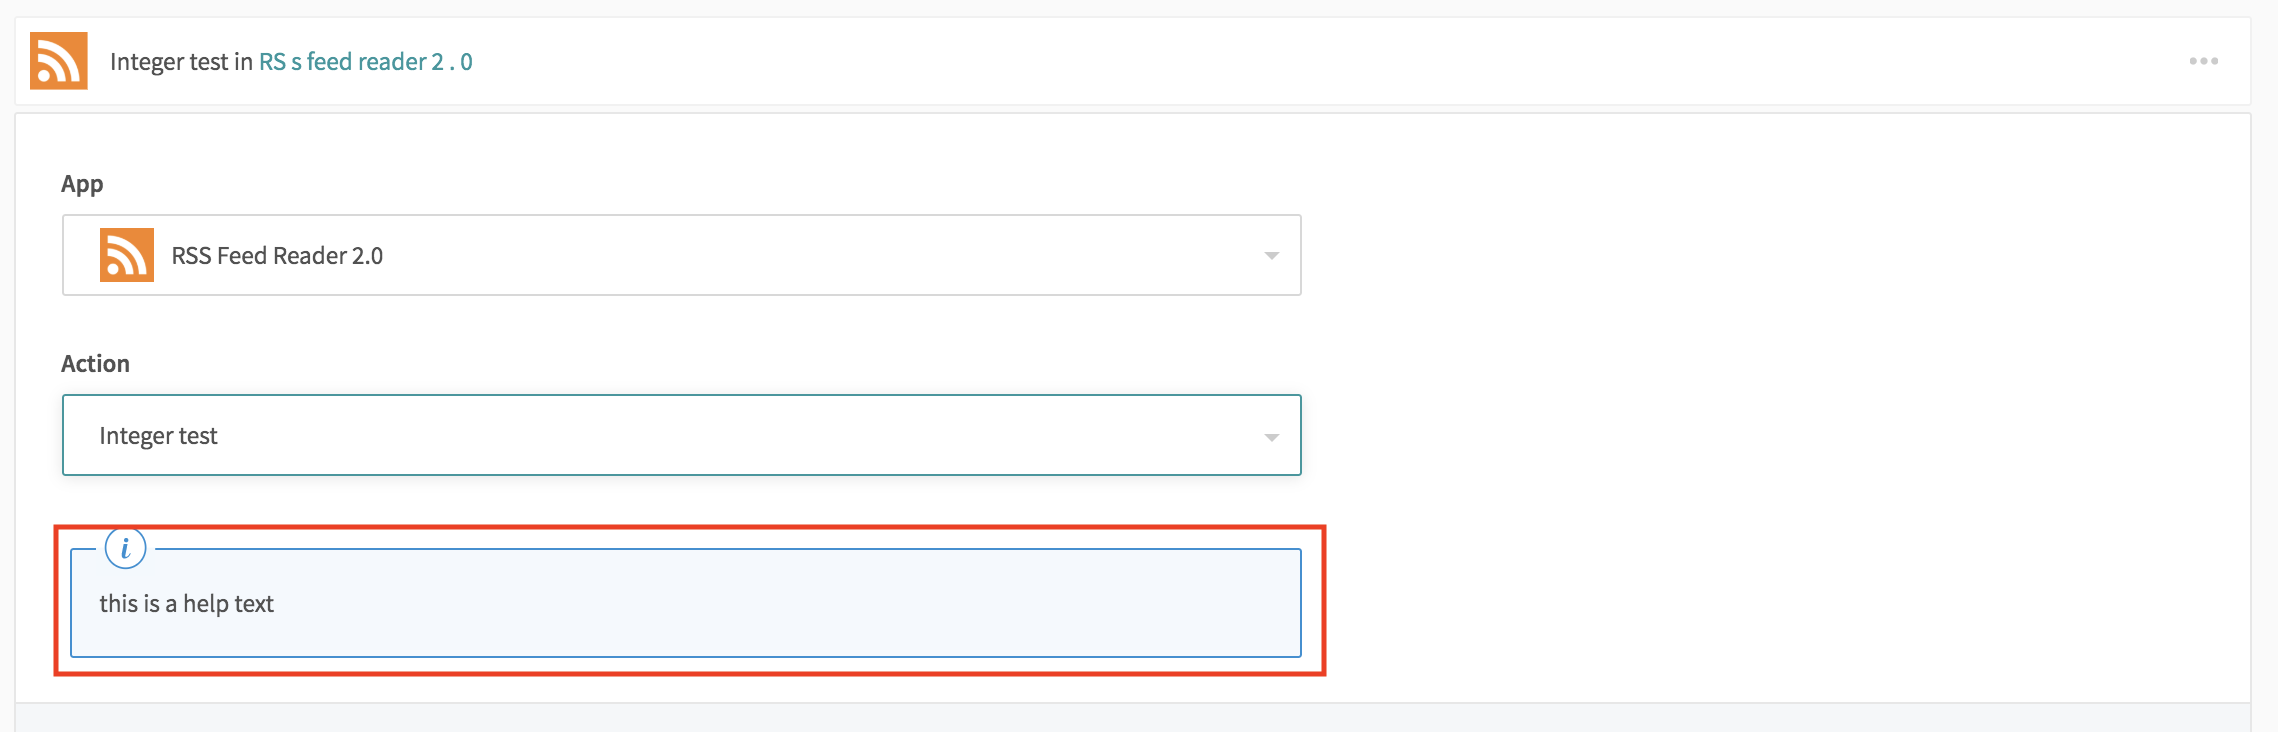 Integer test in RS s feed reader 2 . 0
App
RSS Feed Reader 2.0
Action
Integer test
i
this is a help text